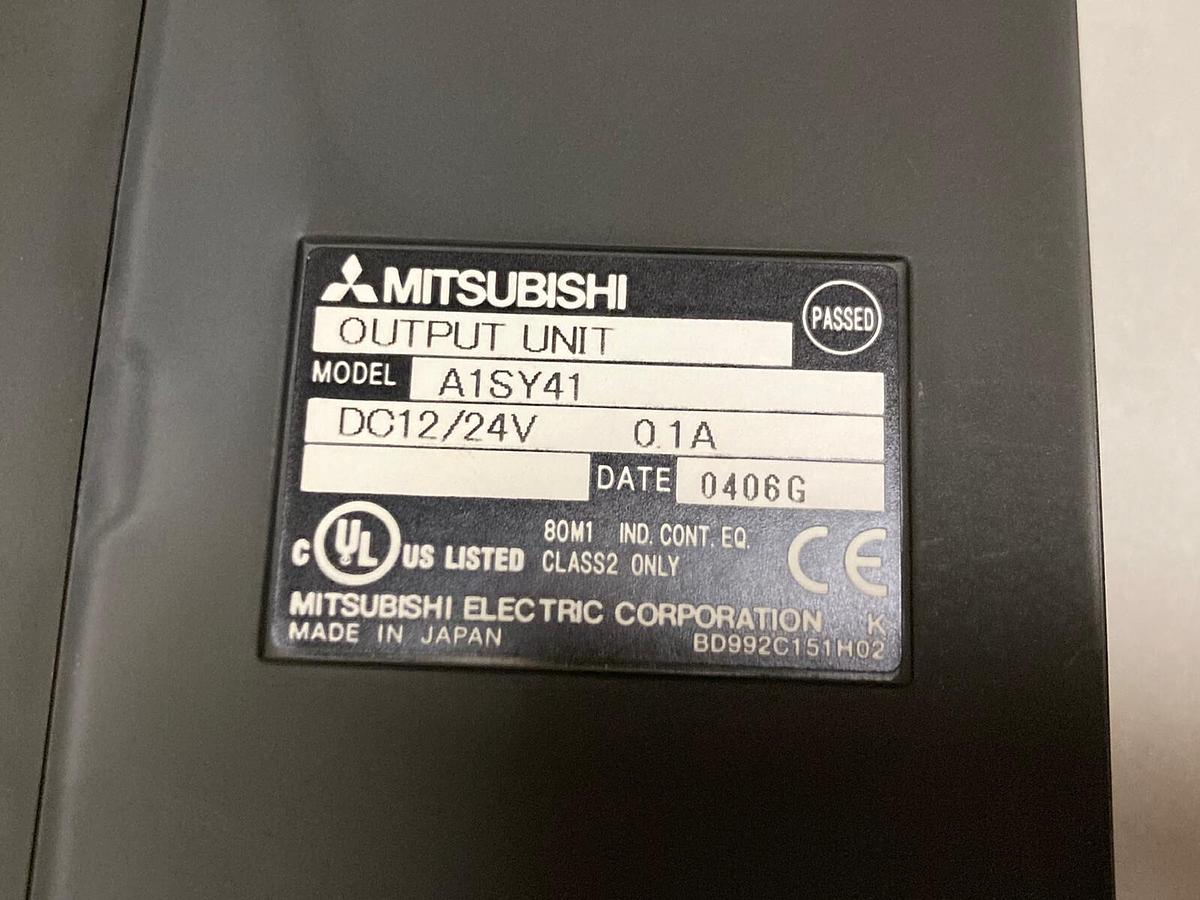 MITSUBISHI
PASSED
OUTPUT UNIT
MODEL A1SY41
DC12/24V 0.1A
DATE 0406G
C UL US LISTED 80M1 IND. CONT. EQ.
CLASS2 ONLY CE
MITSUBISHI ELECTRIC CORPORATION K
MADE IN JAPAN BD992C151H02